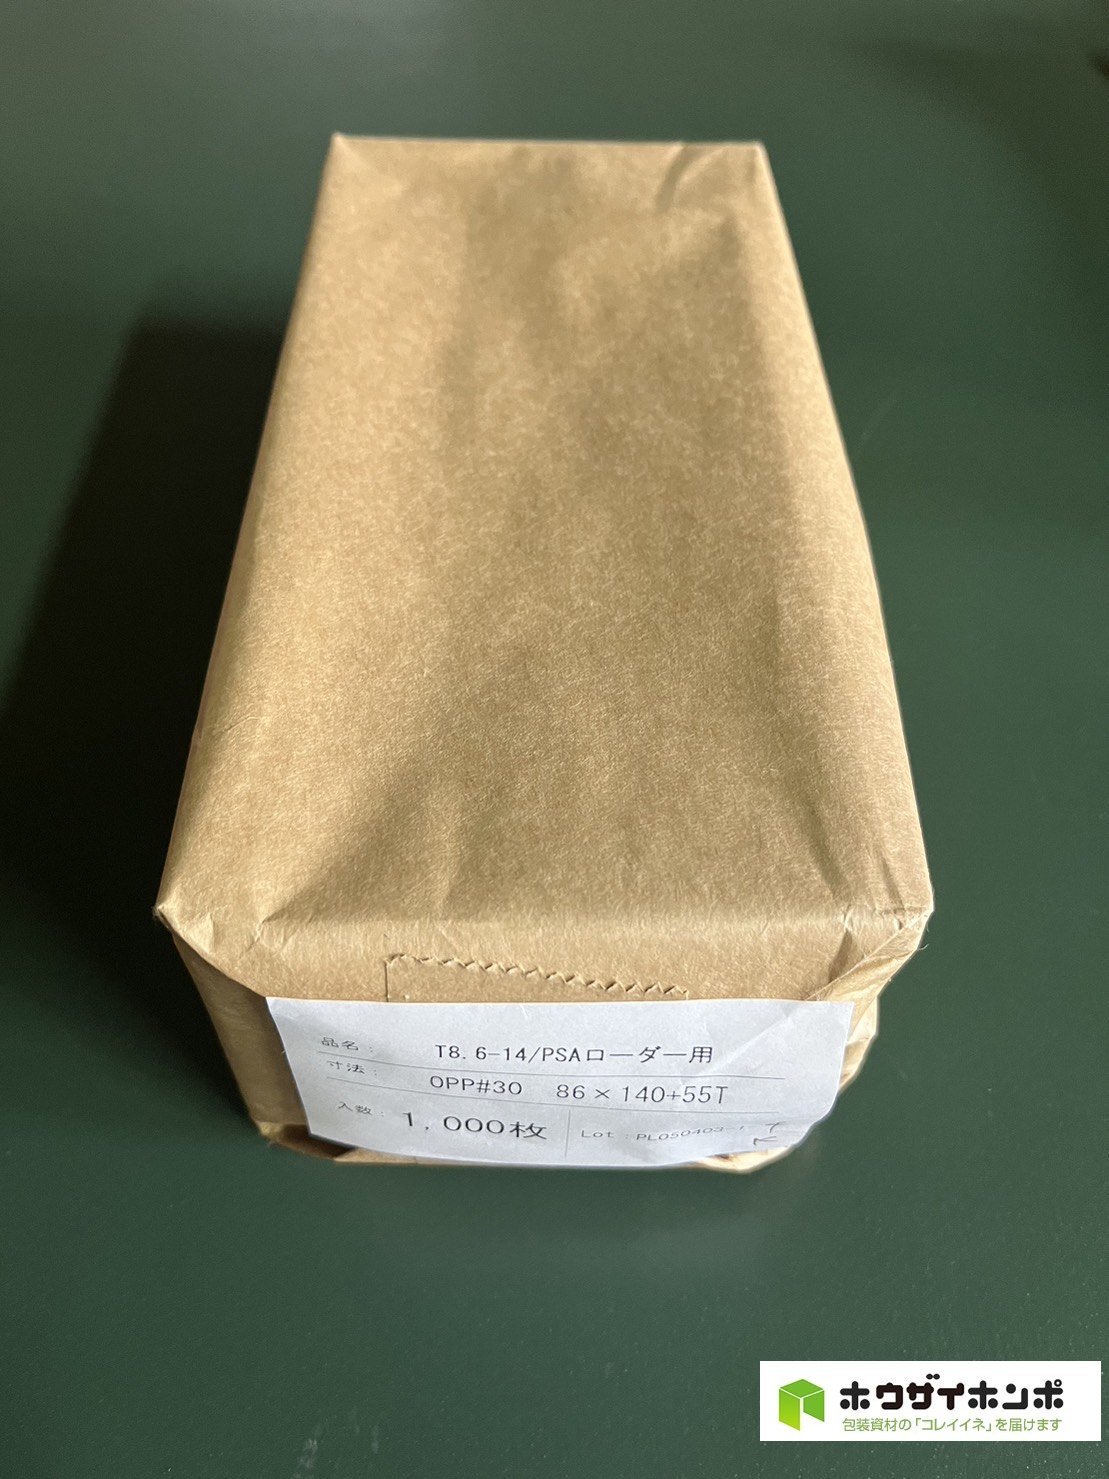 品名： T8.6-14/PSAローダー用
寸法： OPP#30 86×140+55T
入数： 1,000枚 Lot：PL050403-
ホウザイホンポ
包装資材の「コレイイネ」を届けます